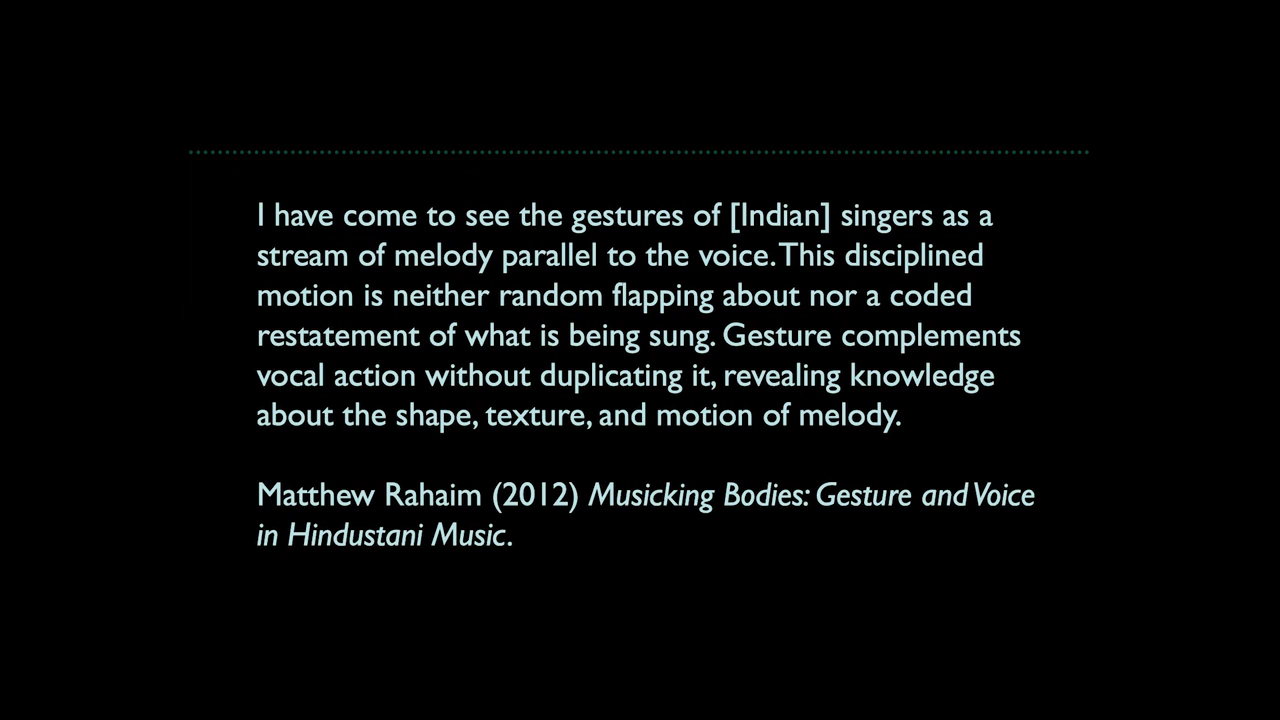 I have come to see the gestures of [Indian] singers as a
stream of melody parallel to the voice. This disciplined
motion is neither random flapping about nor a coded
restatement of what is being sung. Gesture complements
vocal action without duplicating it, revealing knowledge
about the shape, texture, and motion of melody.
Matthew Rahaim (2012) Musicking Bodies: Gesture and Voice
in Hindustani Music.